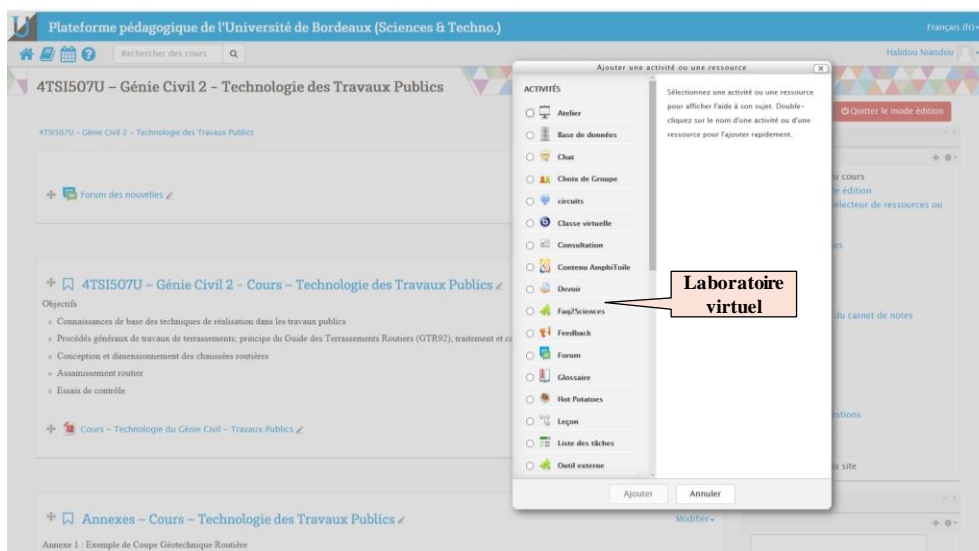 Plateforme pédagogique de l'Université de Bordeaux (Sciences & Techno.)
Français (fr)
Rechercher des cours
Halidou Niandou
4TSI507U – Génie Civil 2 – Technologie des Travaux Publics
Quitter le mode édition
4TSI507U – Génie Civil 2 – Technologie des Travaux Publics
Forum des nouvelles
4TSI507U – Génie Civil 2 – Cours – Technologie des Travaux Publics
Objectifs
Connaissances de base des techniques de réalisation dans les travaux publics
Procédés généraux de travaux de terrassements, principe du Guide des Terrassements Routiers (GTR92), traitement et c
Conception et dimensionnement des chaussées routières
Assainissement routier
Essais de contrôle
Cours – Technologie du Génie Civil – Travaux Publics
Annexes – Cours – Technologie des Travaux Publics
Modifier
Annexe 1 : Exemple de Coupe Géotechnique Routière
Ajouter une activité ou une ressource
ACTIVITÉS
Atelier
Base de données
Chat
Choix de Groupe
circuits
Classe virtuelle
Consultation
Contenu AmphiToile
Devoir
Faq2Sciences
Feedback
Forum
Glossaire
Hot Potatoes
Leçon
Liste des tâches
Outil externe
Sélectionnez une activité ou une ressource
pour afficher l'aide à son sujet. Double-
cliquez sur le nom d'une activité ou d'une
ressource pour l'ajouter rapidement.
Laboratoire
virtuel
Ajouter
Annuler
u cours
e édition
électeur de ressources ou
es
du carnet de notes
estions
u site